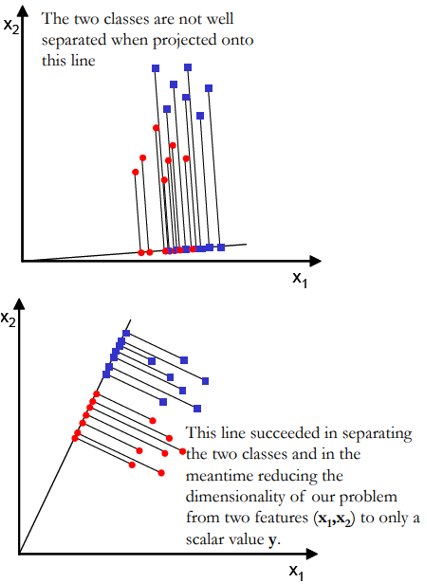 x2
The two classes are not well
separated when projected onto
this line
x1
x2
This line succeeded in separating
the two classes and in the
meantime reducing the
dimensionality of our problem
from two features (x1,x2) to only a
scalar value y.
x1